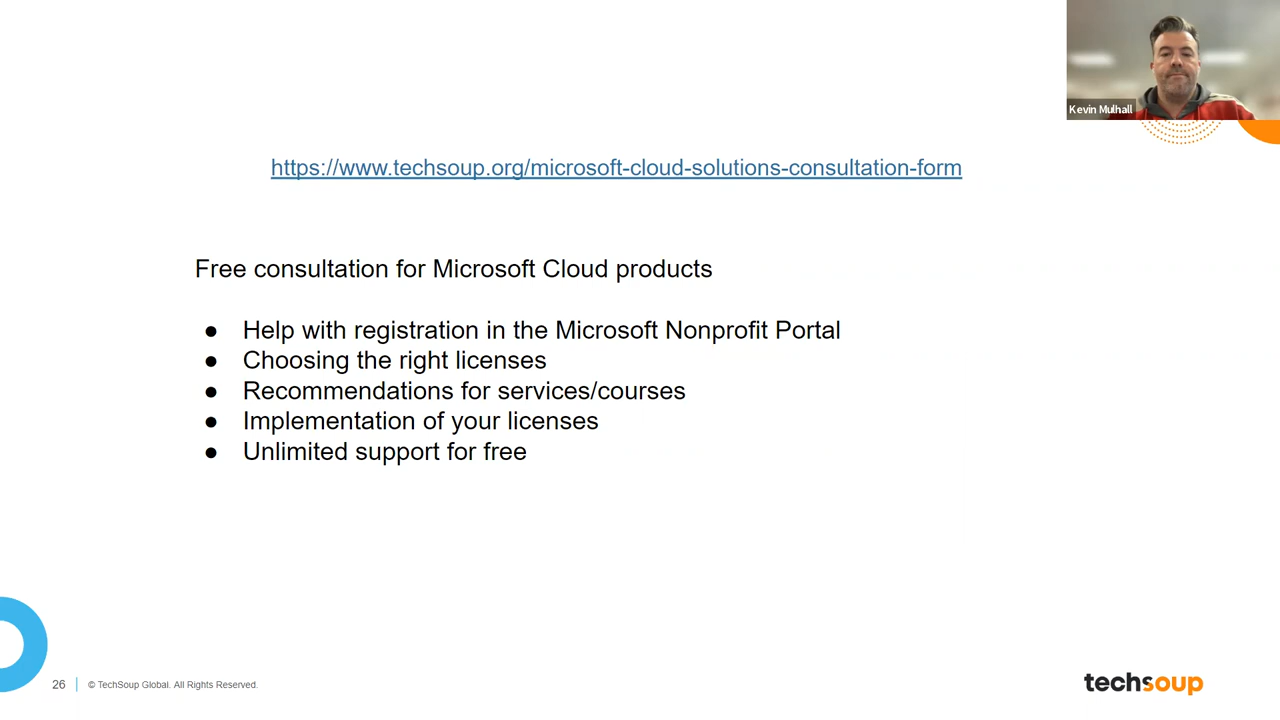 Kevin Mulhall
https://www.techsoup.org/microsoft-cloud-solutions-consultation-form
Free consultation for Microsoft Cloud products
● Help with registration in the Microsoft Nonprofit Portal
● Choosing the right licenses
● Recommendations for services/courses
● Implementation of your licenses
● Unlimited support for free
26 | © TechSoup Global. All Rights Reserved.
techsoup